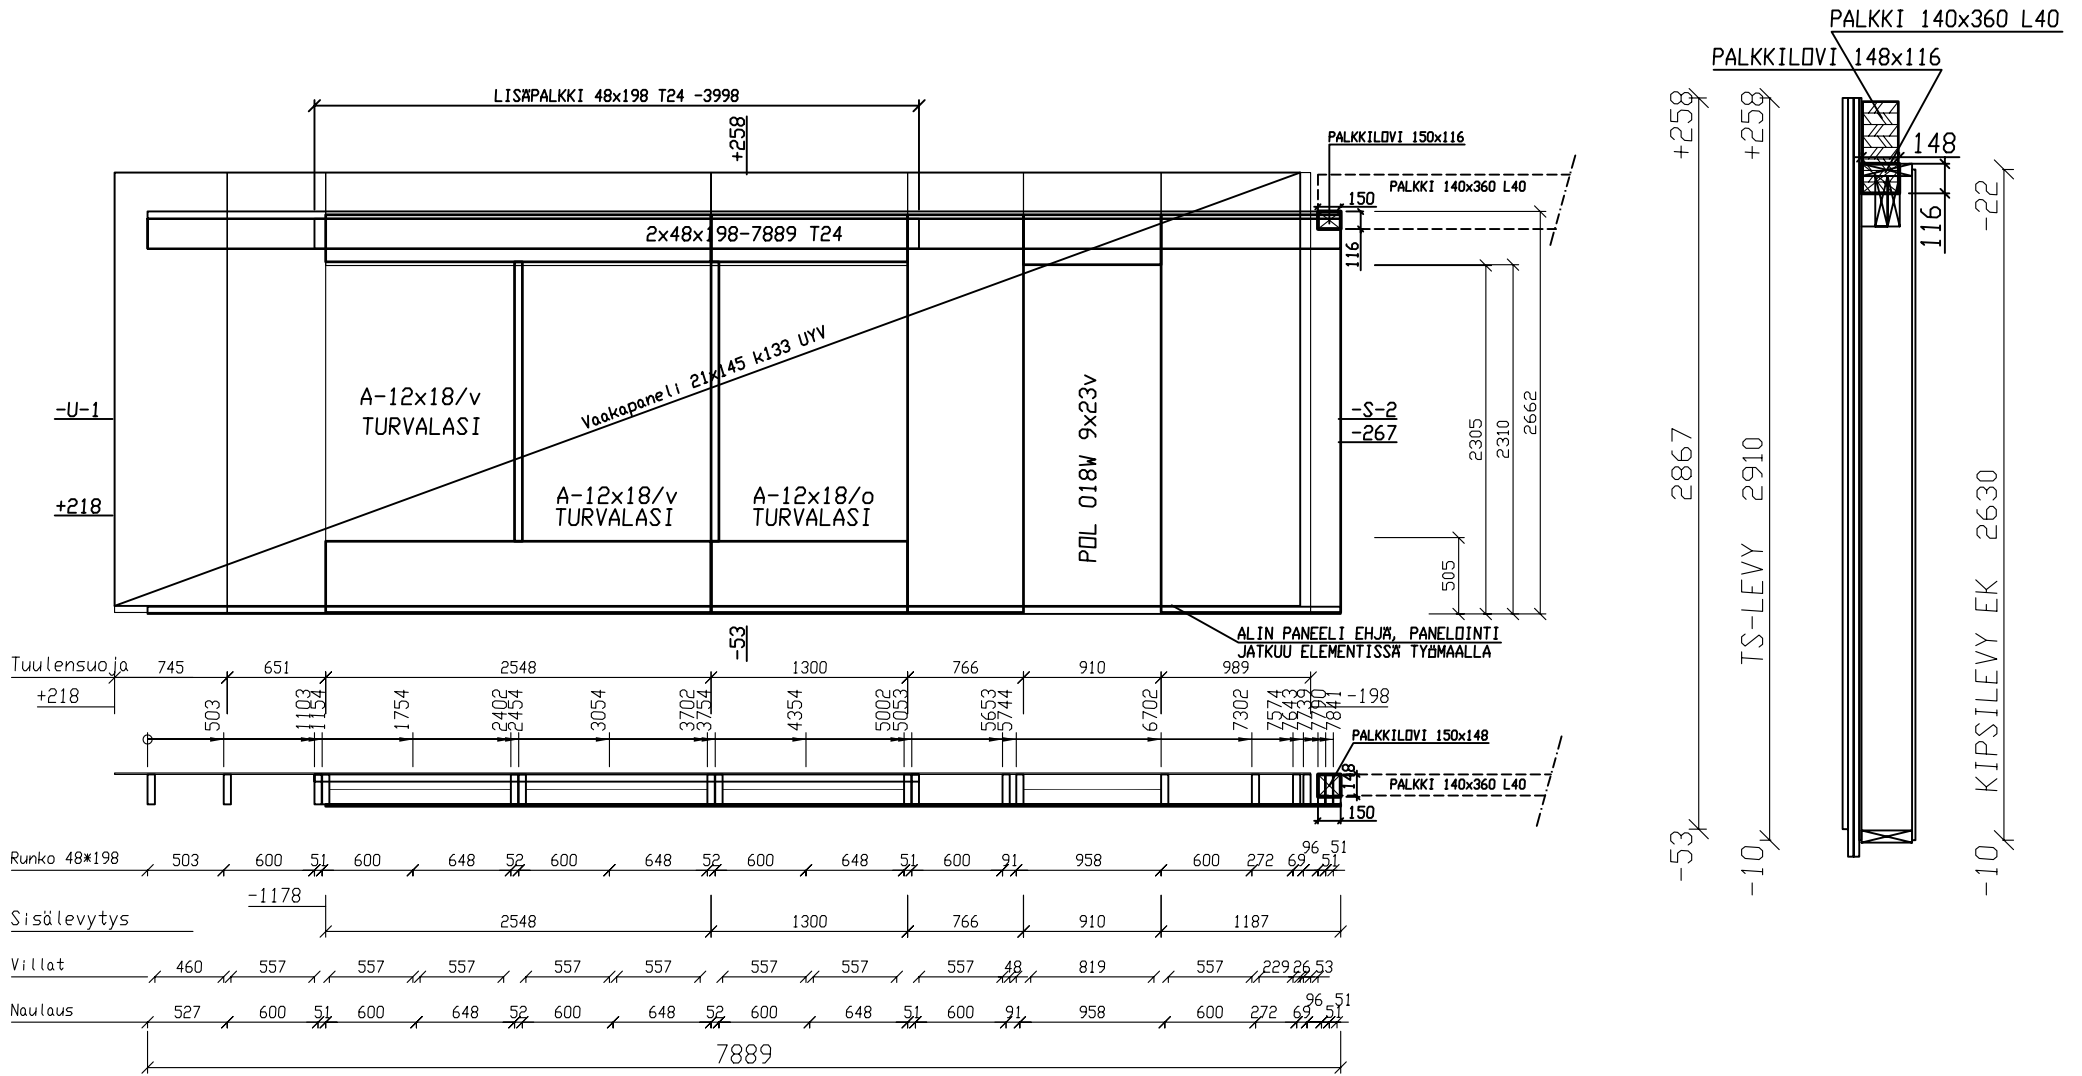 PALKKI 140x360 L40
PALKKILOVI 148x116
LISÄPALKKI 48x198 T24 -3998
+258
PALKKILOVI 150x116
PALKKI 140x360 L40
150
116
2x48x198-7889 T24
Vaakapaneli 21x145 k133 UYV
A-12x18/v
TURVALASI
A-12x18/v
TURVALASI
A-12x18/o
TURVALASI
POL 018W 9x23v
-U-1
+218
-S-2
-267
505
2305
2310
2662
-53
ALIN PANEELI EHJÄ, PANELOINTI
JATKUU ELEMENTISSÄ TYÖMAALLA
Tuulensuoja 745 651 2548 1300 766 910 989
+218
-198
503 1103 1154 1754 2402 2454 3054 3702 3754 4354 5002 5053 5653 5744 6702 7302 7574 7643 7739 7790 7841
PALKKILOVI 150x148
148
PALKKI 140x360 L40
150
Runko 48*198 503 600 51 600 648 52 600 648 52 600 648 51 600 91 958 600 272 69 96 51 51
-1178
Sisälevytys 2548 1300 766 910 1187
Villat 460 557 557 557 557 557 557 557 557 48 819 557 229 26 53
Naulaus 527 600 51 600 648 52 600 648 52 600 648 51 600 91 958 600 272 69 96 51 51
7889
+258
2867
-53
+258
TS-LEVY 2910
-10
148
116
-22
KIPSILEVY EK 2630
-10